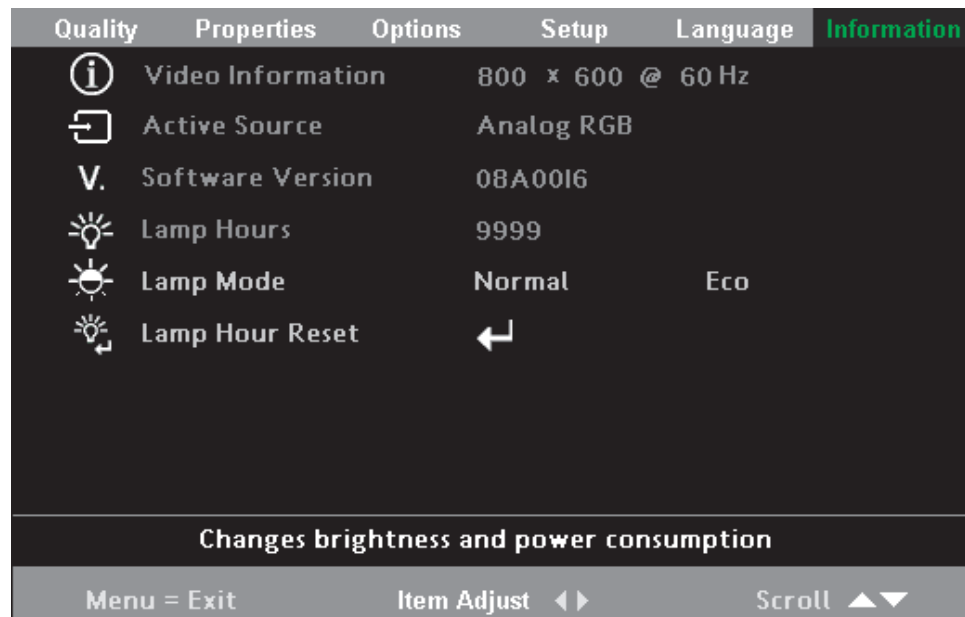 Quality Properties Options Setup Language Information
Video Information 800 x 600 @ 60 Hz
Active Source Analog RGB
V. Software Version 08A00I6
Lamp Hours 9999
Lamp Mode Normal Eco
Lamp Hour Reset
Changes brightness and power consumption
Menu = Exit Item Adjust Scroll